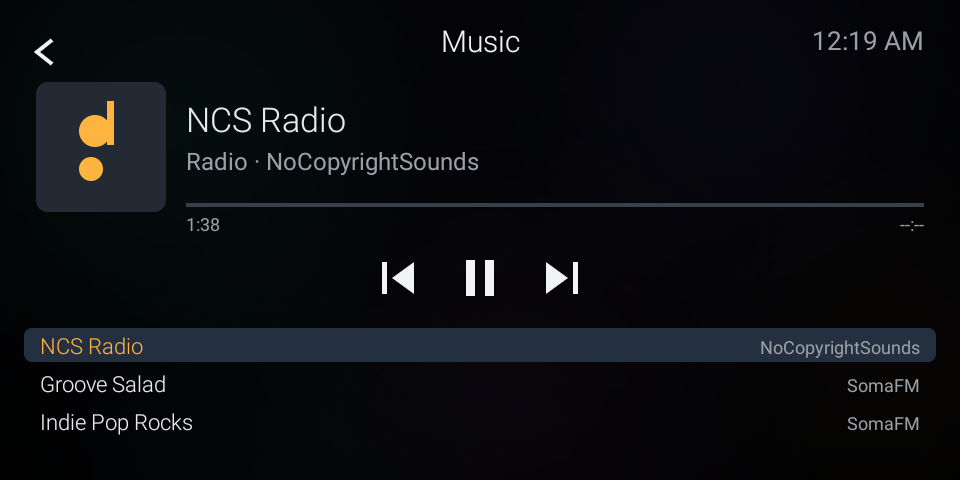 Music
12:19 AM
NCS Radio
Radio · NoCopyrightSounds
1:38
--:--
NCS Radio
NoCopyrightSounds
Groove Salad
SomaFM
Indie Pop Rocks
SomaFM